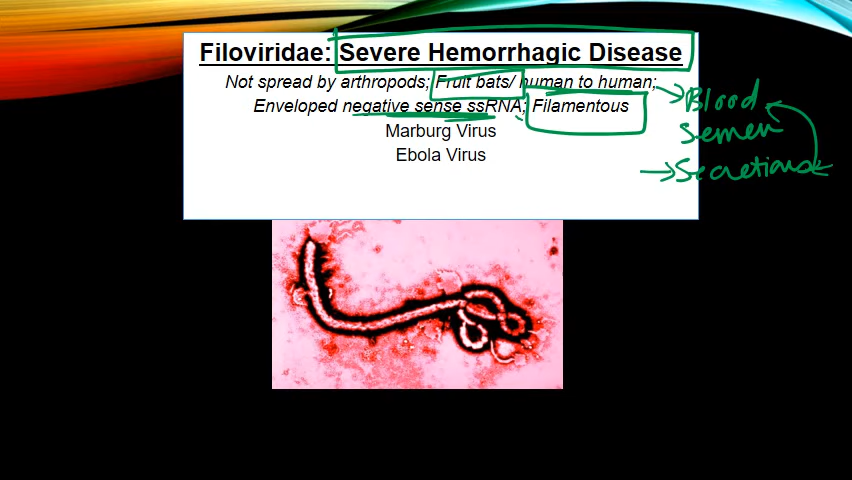 Filoviridae: Severe Hemorrhagic Disease
Not spread by arthropods; Fruit bats/ human to human;
Enveloped negative sense ssRNA; Filamentous
Marburg Virus
Ebola Virus
Blood
Semen
Secretions